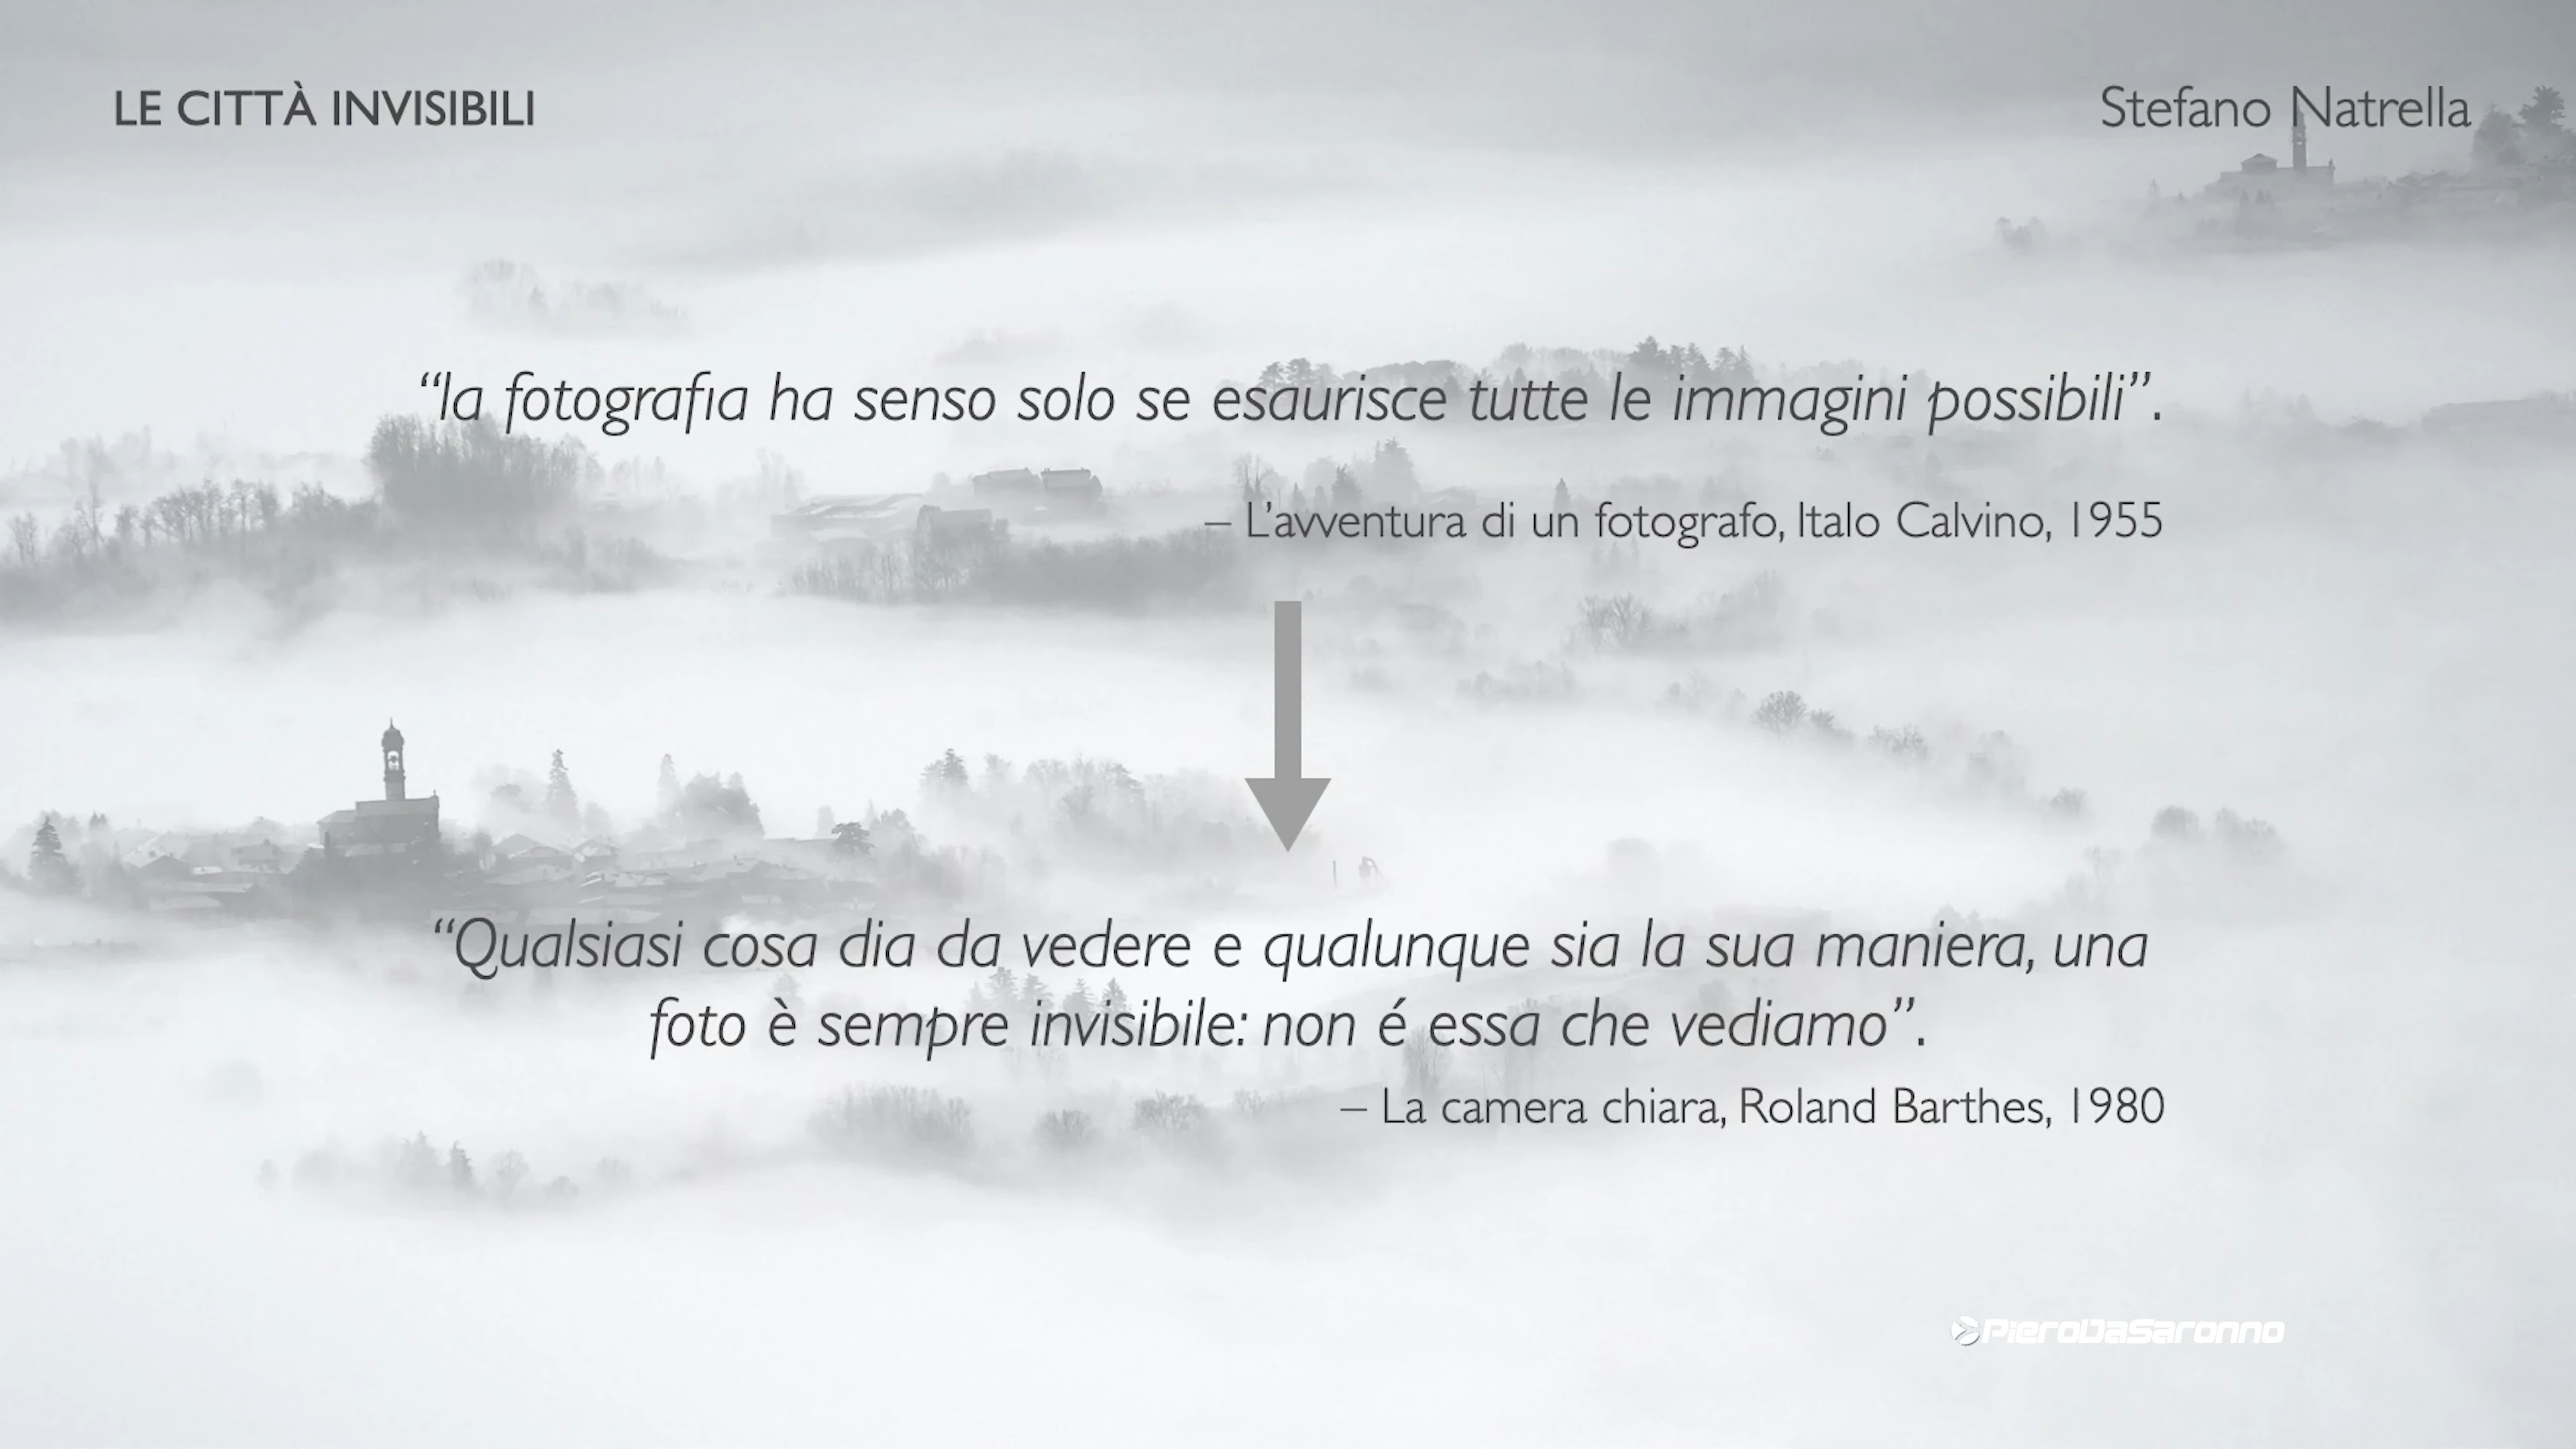 LE CITTÀ INVISIBILI
Stefano Natrella
“la fotografia ha senso solo se esaurisce tutte le immagini possibili”.
– L’avventura di un fotografo, Italo Calvino, 1955
“Qualsiasi cosa dia da vedere e qualunque sia la sua maniera, una
foto è sempre invisibile: non é essa che vediamo”.
– La camera chiara, Roland Barthes, 1980
PieroDaSaronno